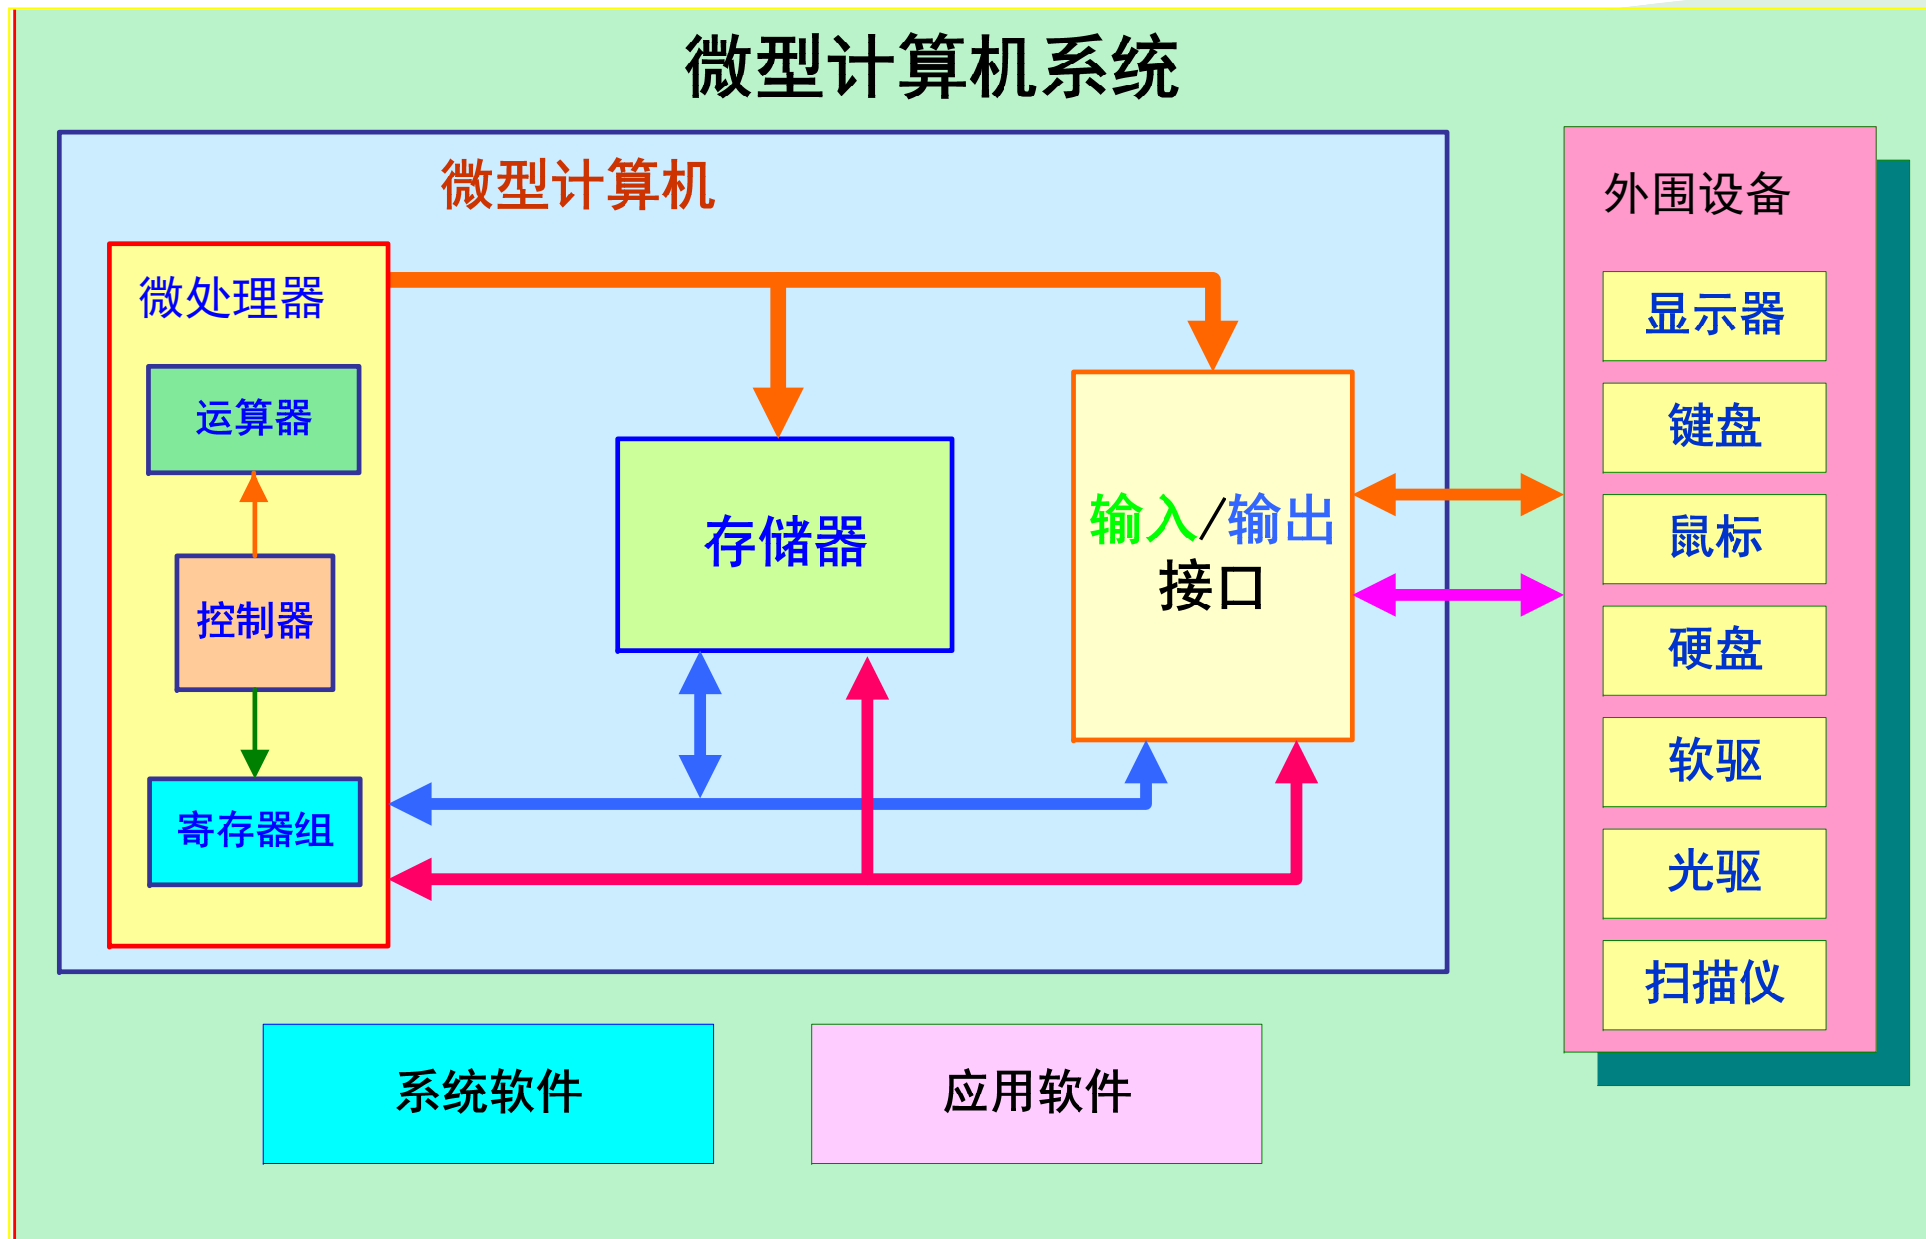 微型计算机系统
微型计算机
微处理器
运算器
控制器
寄存器组
存储器
输入/输出
接口
外围设备
显示器
键盘
鼠标
硬盘
软驱
光驱
扫描仪
系统软件
应用软件